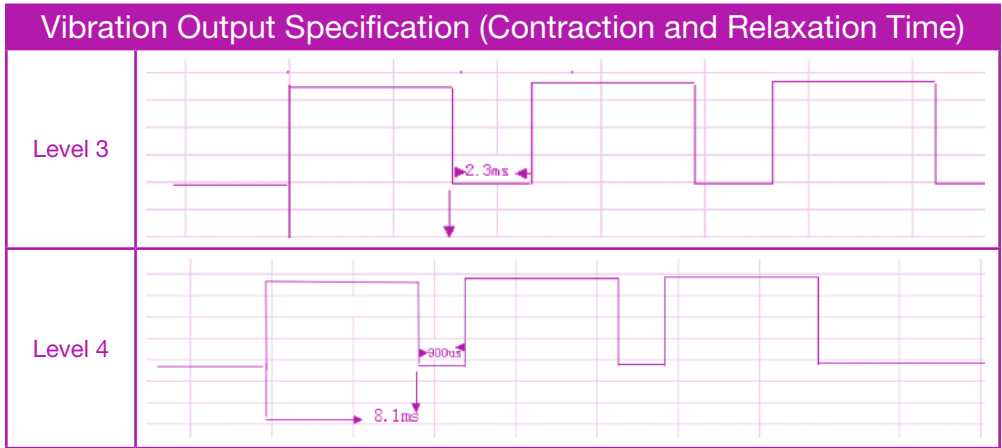 Vibration Output Specification (Contraction and Relaxation Time)
Level 3
2.3ms
Level 4
900us
8.1ms